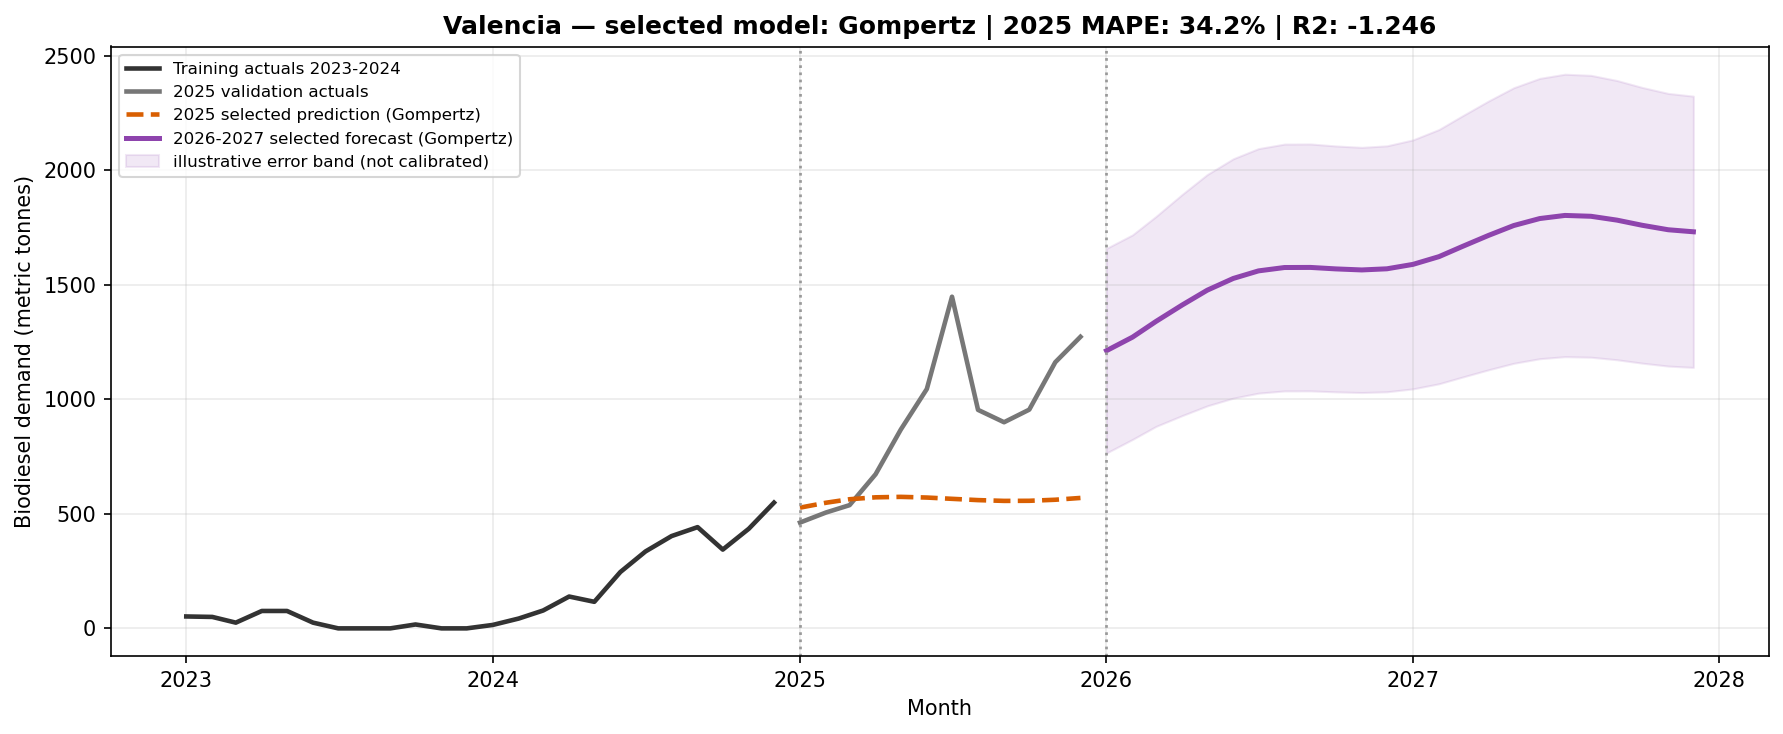 Valencia — selected model: Gompertz | 2025 MAPE: 34.2% | R2: -1.246
Training actuals 2023-2024
2025 validation actuals
2025 selected prediction (Gompertz)
2026-2027 selected forecast (Gompertz)
illustrative error band (not calibrated)
Biodiesel demand (metric tonnes)
2500
2000
1500
1000
500
0
2023 2024 2025 2026 2027 2028
Month